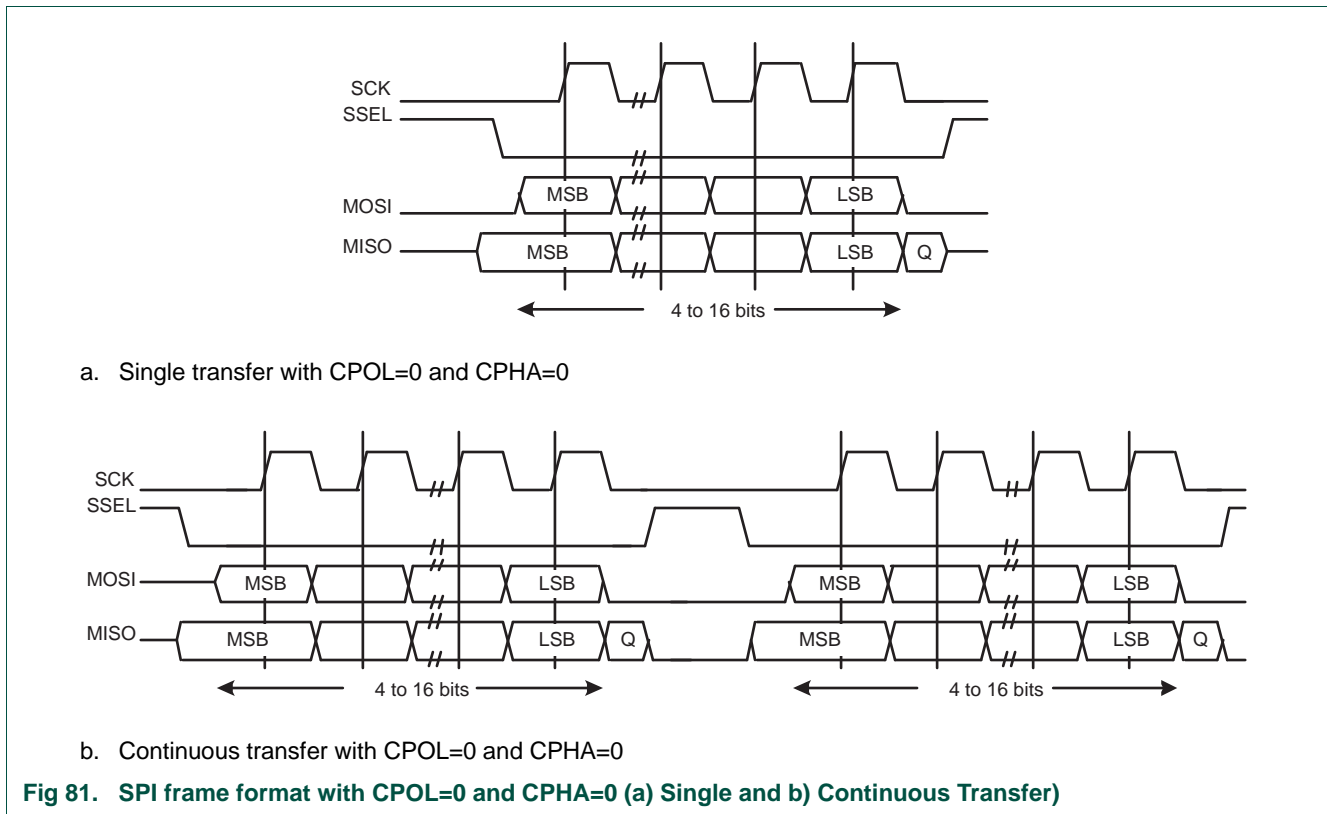 SCK
SSEL
MOSI
MSB
LSB
MISO
MSB
LSB
Q
4 to 16 bits
a. Single transfer with CPOL=0 and CPHA=0
SCK
SSEL
MOSI
MSB
LSB
MSB
LSB
MISO
MSB
LSB
Q
MSB
LSB
Q
4 to 16 bits
4 to 16 bits
b. Continuous transfer with CPOL=0 and CPHA=0
Fig 81. SPI frame format with CPOL=0 and CPHA=0 (a) Single and b) Continuous Transfer)